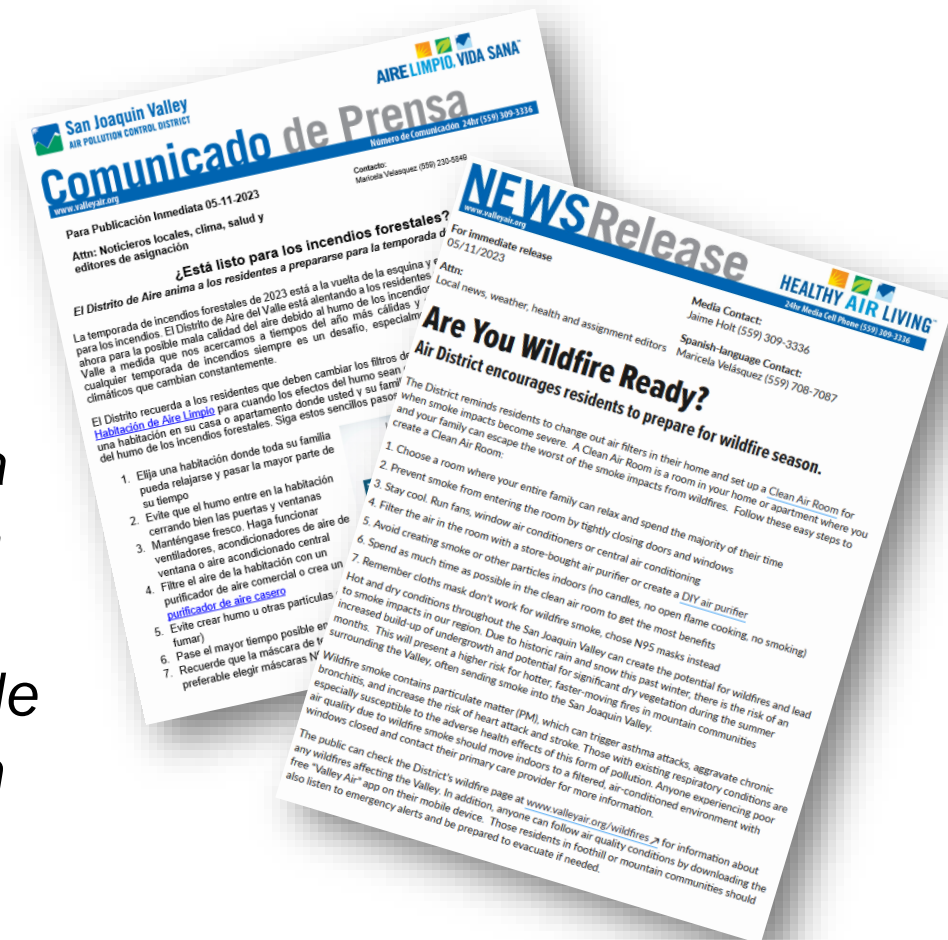 San Joaquin Valley
AIR POLLUTION CONTROL DISTRICT
AIRE LIMPIO, VIDA SANA™
Comunicado de Prensa
www.valleyair.org
Número de Comunicación 24hr (559) 309-3336
Para Publicación Inmediata 05-11-2023
Contacto:
Maricela Velasquez (559) 230-5849
Attn: Noticieros locales, clima, salud y
editores de asignación
¿Está listo para los incendios forestales?
El Distrito de Aire anima a los residentes a prepararse para la temporada
La temporada de incendios forestales de 2023 está a la vuelta de la esquina y
para los incendios. El Distrito de Aire del Valle está alentando a los residentes
ahora para la posible mala calidad del aire debido al humo de los incendios
Valle a medida que nos acercamos a tiempos del año más cálidas y
cualquier temporada de incendios siempre es un desafío,
climáticos que cambian constantemente.
El Distrito recuerda a los residentes que deben cambiar los filtros de
Habitación de Aire Limpio para cuando los efectos del humo sean
una habitación en su casa o apartamento donde usted y su
del humo de los incendios forestales. Siga estos sencillos
1. Elija una habitación donde toda su familia
pueda relajarse y pasar la mayor parte de
su tiempo
2. Evite que el humo entre en la habitación
cerrando bien las puertas y ventanas
3. Manténgase fresco. Haga funcionar
ventiladores, acondicionadores de aire de
ventana o aire acondicionado central
4. Filtre el aire de la habitación con un
purificador de aire comercial o crea un
purificador de aire casero
5. Evite crear humo u otras partículas
fumar)
6. Pase el mayor tiempo posible en
7. Recuerde que la máscara de
preferible elegir máscaras
NEWS Release
www.valleyair.org
HEALTHY AIR LIVING™
24hr Media Cell Phone (559) 309-3336
For immediate release
05/11/2023
Attn:
Local news, weather, health and assignment editors
Media Contact:
Jaime Holt (559) 309-3336
Spanish-language Contact:
Maricela Velásquez (559) 708-7087
Are You Wildfire Ready?
Air District encourages residents to prepare for wildfire season.
The District reminds residents to change out air filters in their home and set up a Clean Air Room for
when smoke impacts become severe. A Clean Air Room is a room in your home or apartment where you
and your family can escape the worst of the smoke impacts from wildfires. Follow these easy steps to
create a Clean Air Room:
1. Choose a room where your entire family can relax and spend the majority of their time
2. Prevent smoke from entering the room by tightly closing doors and windows
3. Stay cool. Run fans, window air conditioners or central air conditioning
4. Filter the air in the room with a store-bought air purifier or create a DIY air purifier
5. Avoid creating smoke or other particles indoors (no candles, no open flame cooking, no smoking)
6. Spend as much time as possible in the clean air room to get the most benefits
7. Remember cloths mask don't work for wildfire smoke, chose N95 masks instead
Hot and dry conditions throughout the San Joaquin Valley can create the potential for wildfires and lead
to smoke impacts in our region. Due to historic rain and snow this past winter, there is the risk of an
increased build-up of undergrowth and potential for significant dry vegetation during the summer
months. This will present a higher risk for hotter, faster-moving fires in mountain communities
surrounding the Valley, often sending smoke into the San Joaquin Valley.
Wildfire smoke contains particulate matter (PM), which can trigger asthma attacks, aggravate chronic
bronchitis, and increase the risk of heart attack and stroke. Those with existing respiratory conditions are
especially susceptible to the adverse health effects of this form of pollution. Anyone experiencing poor
air quality due to wildfire smoke should move indoors to a filtered, air-conditioned environment with
windows closed and contact their primary care provider for more information.
The public can check the District's wildfire page at www.valleyair.org/wildfires for information about
any wildfires affecting the Valley. In addition, anyone can follow air quality conditions by downloading the
free "Valley Air" app on their mobile device. Those residents in foothill or mountain communities should
also listen to emergency alerts and be prepared to evacuate if needed.